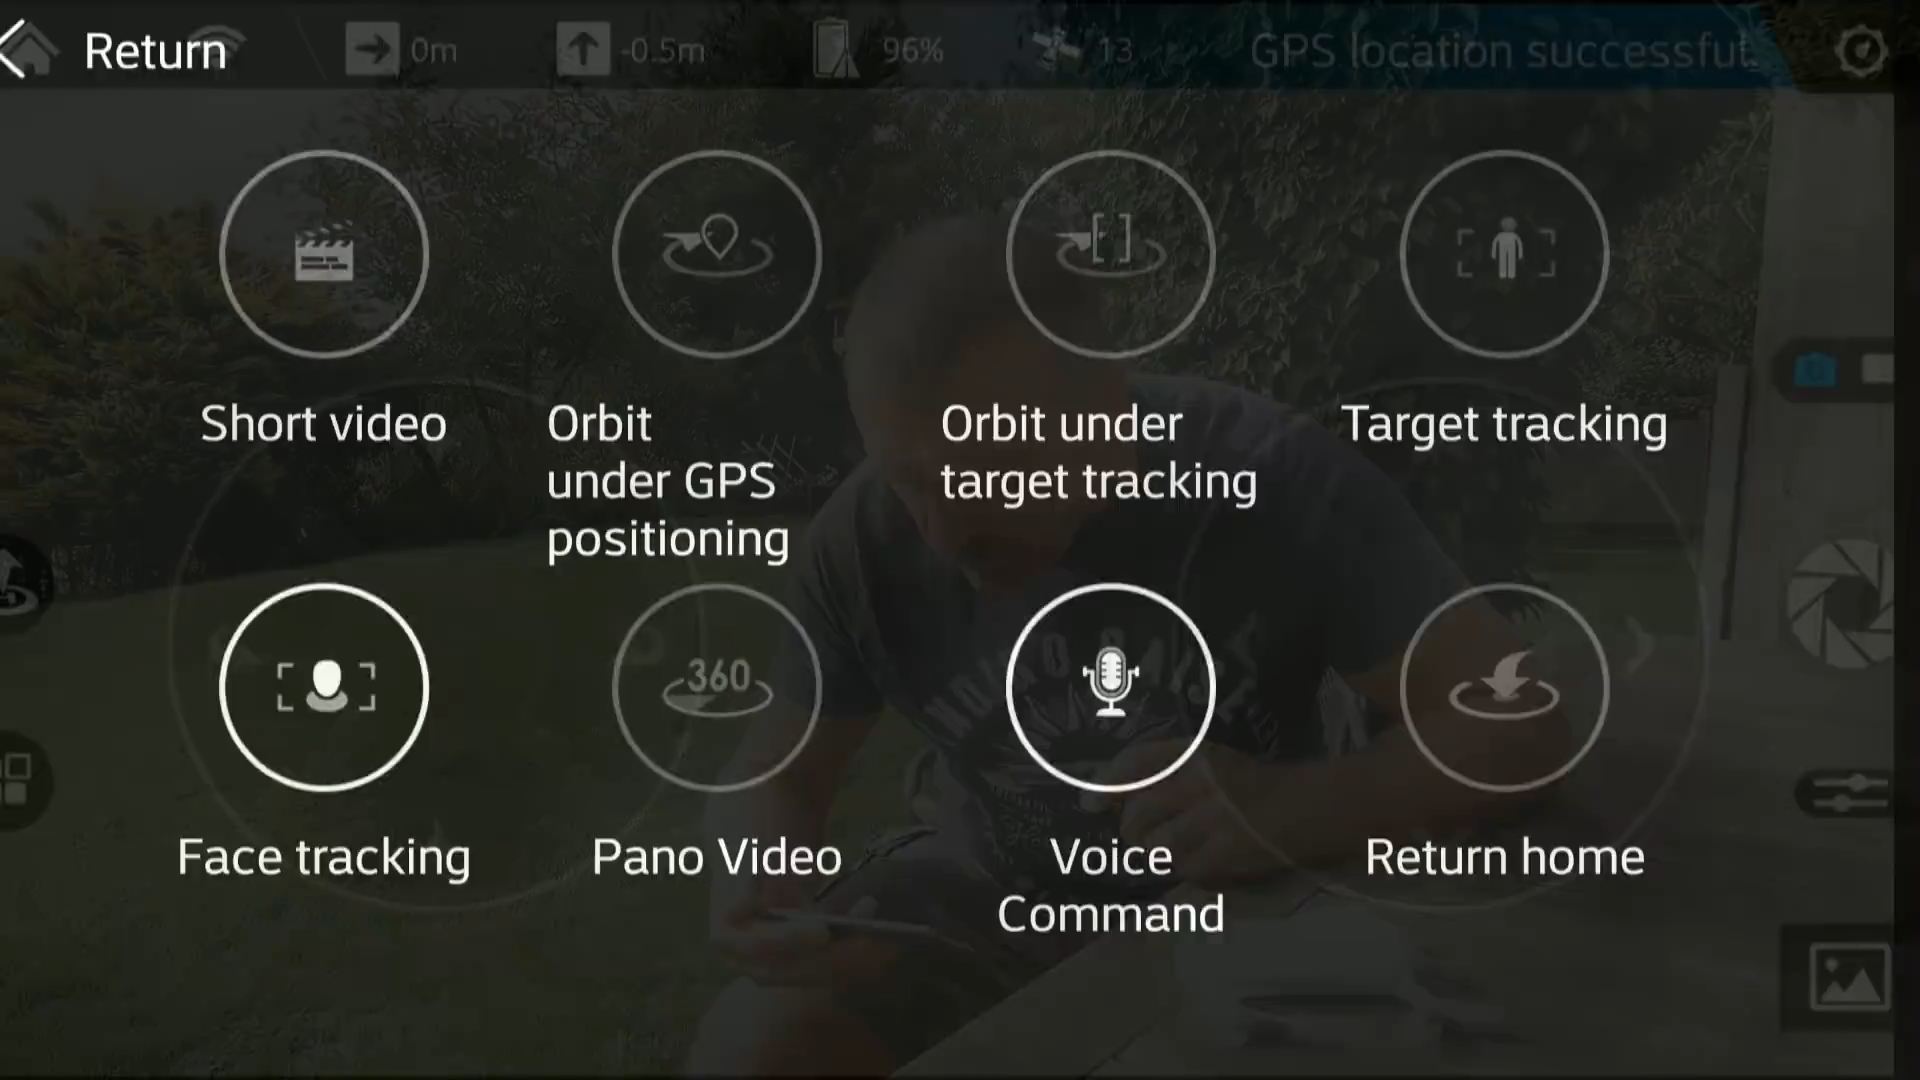 Return
0m
-0.5m
96%
13
GPS location successful.
Short video
Orbit
under GPS
positioning
Orbit under
target tracking
Target tracking
360
Face tracking
Pano Video
Voice
Command
Return home